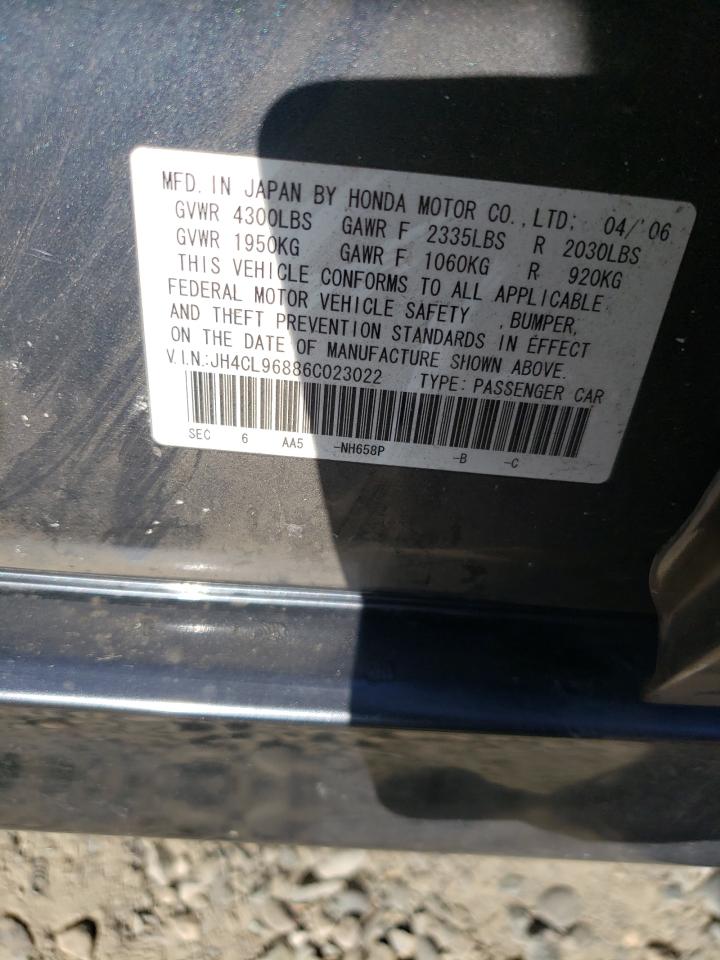 MFD. IN JAPAN BY HONDA MOTOR CO., LTD; 04/'06
GVWR 4300LBS GAWR F 2335LBS R 2030LBS
GVWR 1950KG GAWR F 1060KG R 920KG
THIS VEHICLE CONFORMS TO ALL APPLICABLE
FEDERAL MOTOR VEHICLE SAFETY , BUMPER,
AND THEFT PREVENTION STANDARDS IN EFFECT
ON THE DATE OF MANUFACTURE SHOWN ABOVE.
V.I.N.:JH4CL96886C023022 TYPE: PASSENGER CAR
SEC 6 AA5 -NH658P -B -C